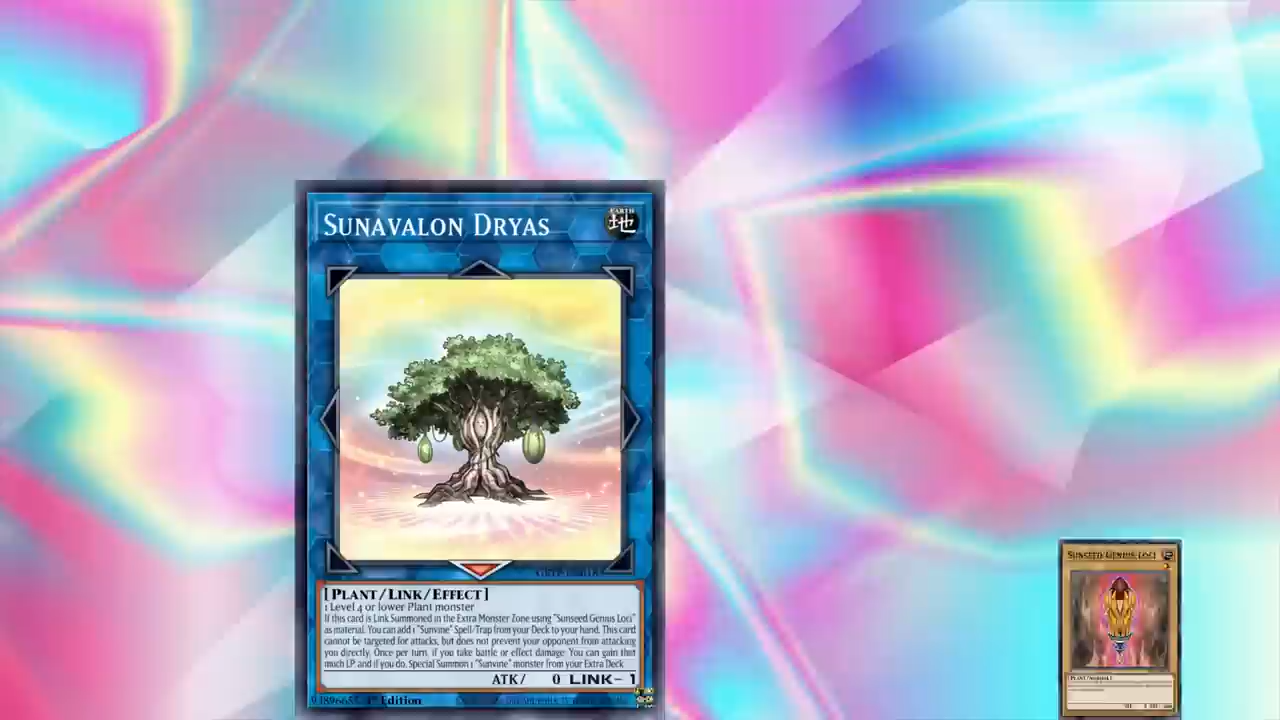 SUNAVALON DRYAS
EARTH
地
[PLANT/LINK/EFFECT]
1 Level 4 or lower Plant monster
If this card is Link Summoned in the Extra Monster Zone using "Sunseed Genius Loci"
as material. You can add 1 "Sunvine" Spell/Trap from your Deck to your hand. This card
cannot be targeted for attacks, but does not prevent your opponent from attacking
you directly. Once per turn, if you take battle or effect damage: You can gain that
much LP and if you do, Special Summon 1 "Sunvine" monster from your Extra Deck
ATK/ 0 LINK-1
1st Edition
SUNSEED GENIUS LOCI
[PLANT/NORMAL]